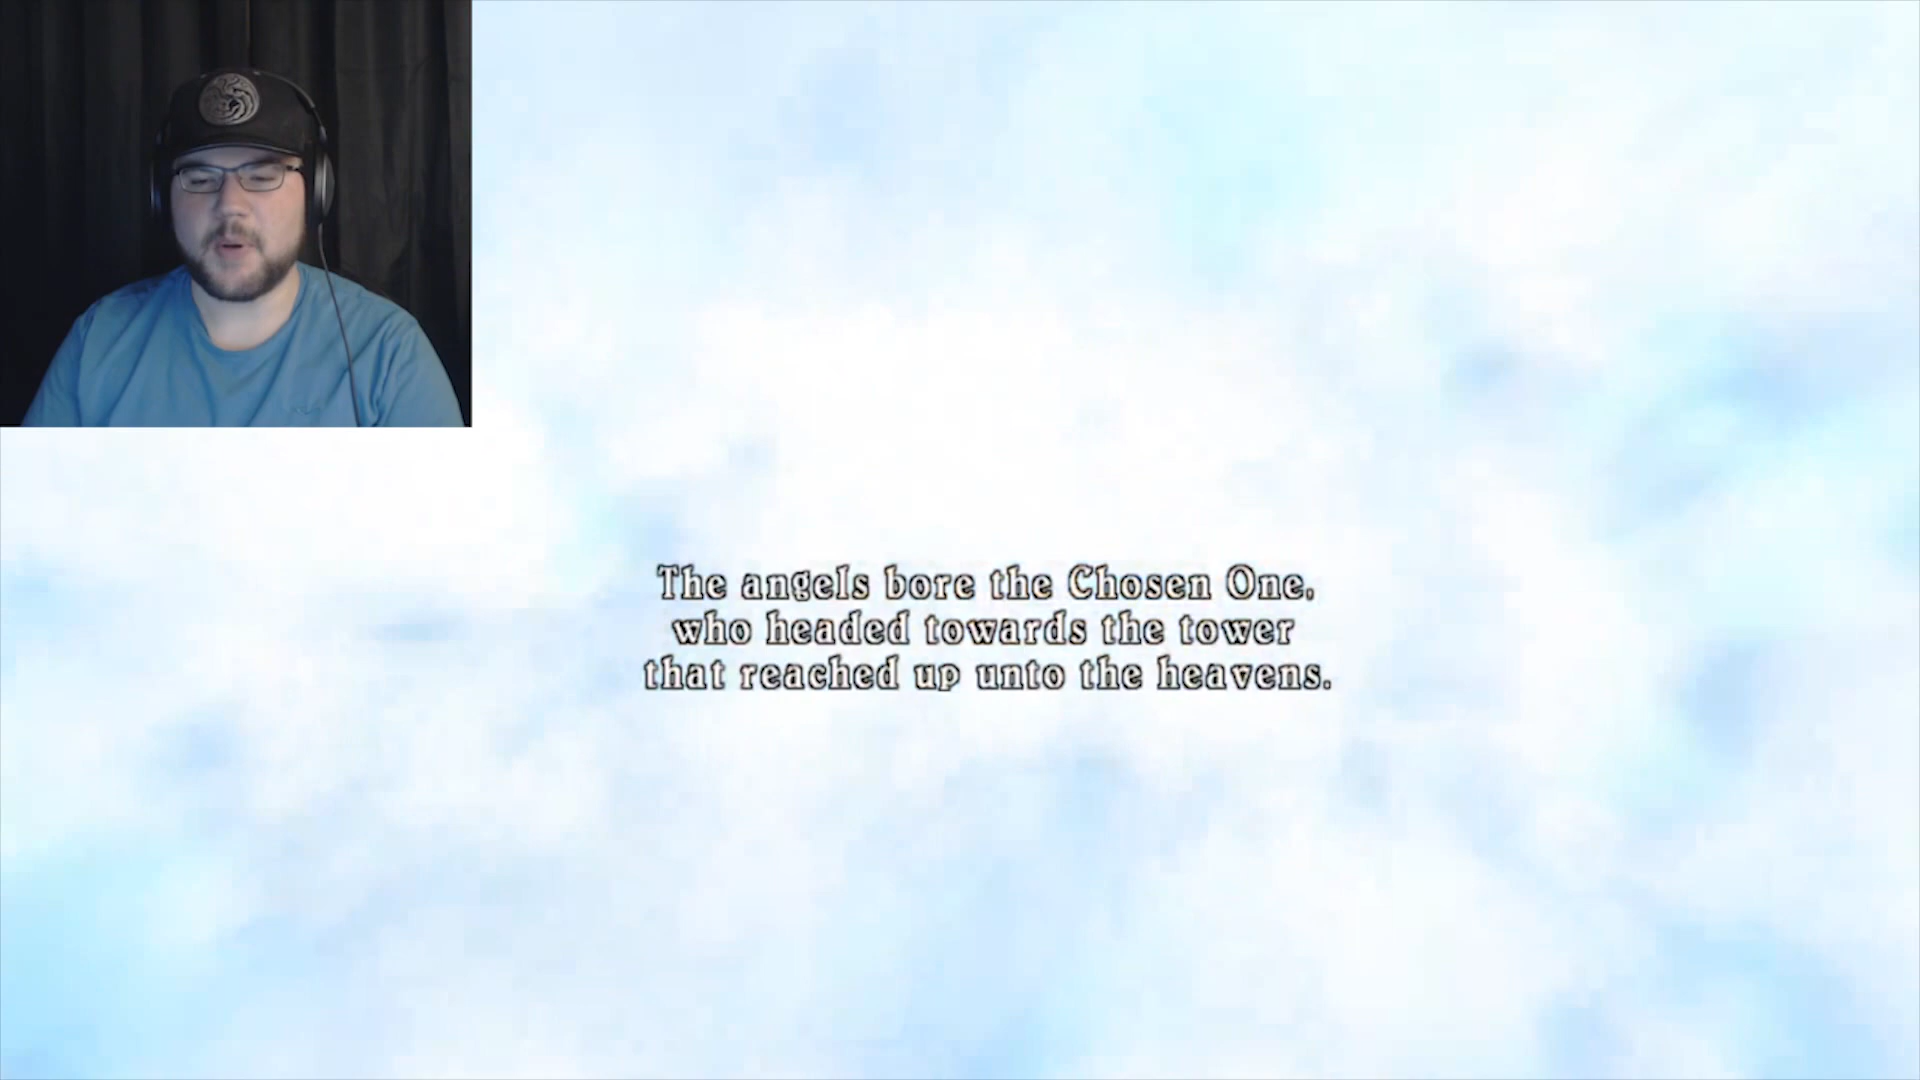 The angels bore the Chosen One,
who headed towards the tower
that reached up unto the heavens.